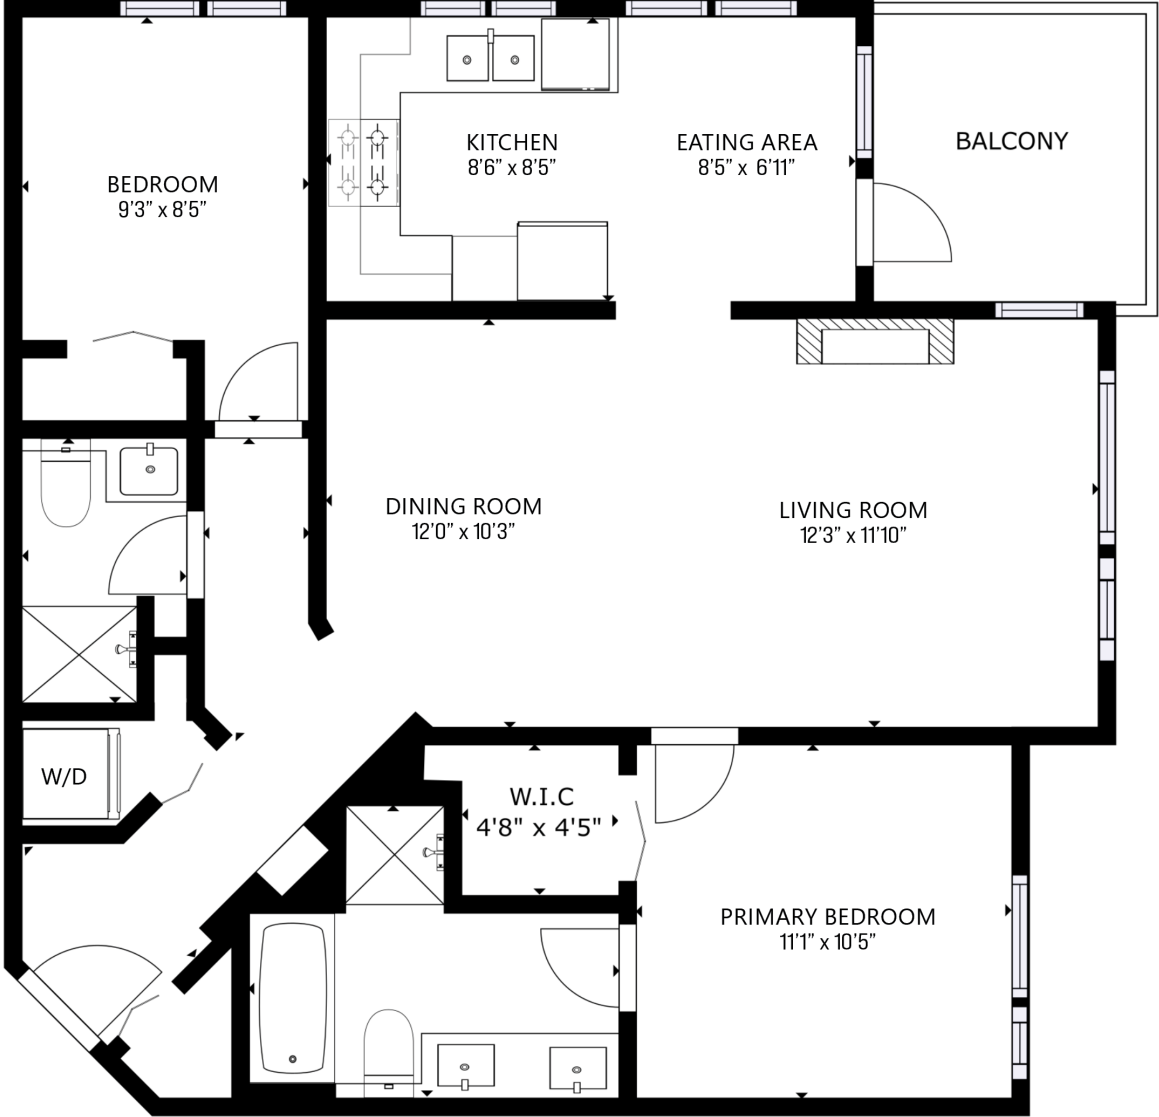 KITCHEN
8'6" x 8'5"
EATING AREA
8'5" x 6'11"
BALCONY
BEDROOM
9'3" x 8'5"
DINING ROOM
12'0" x 10'3"
LIVING ROOM
12'3" x 11'10"
W/D
W.I.C
4'8" x 4'5"
PRIMARY BEDROOM
11'1" x 10'5"